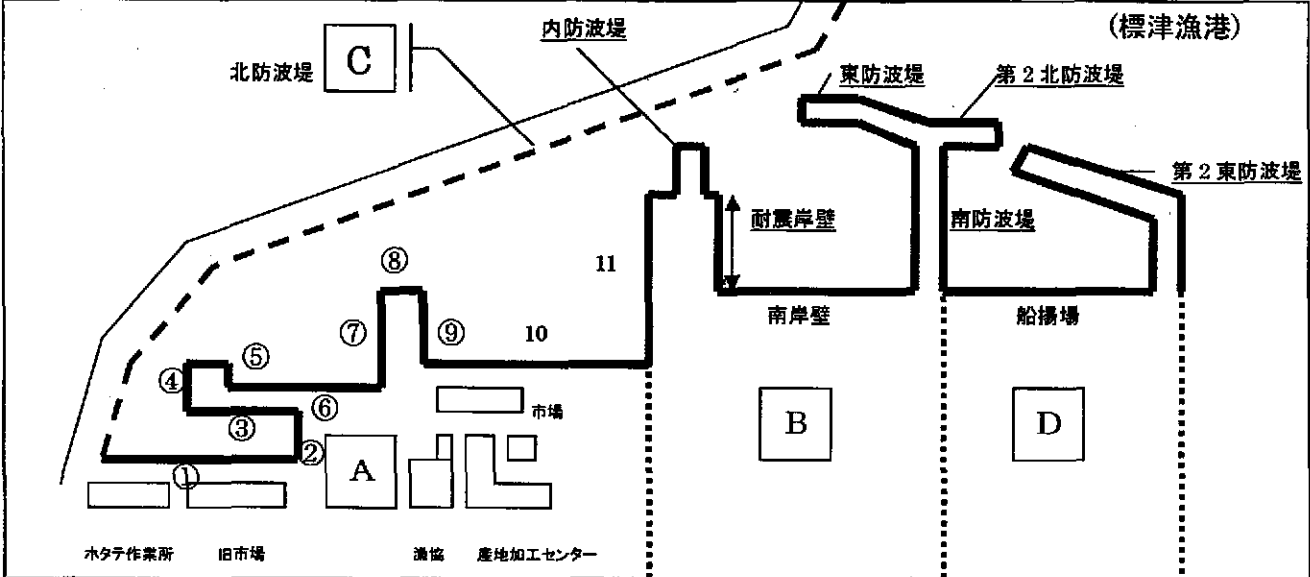 (標津漁港)
内防波堤
北防波堤
C
東防波堤
第2北防波堤
第2東防波堤
耐震岸壁
南防波堤
⑧
11
南岸壁
船揚場
⑦
⑨
10
⑤
④
⑥
市場
③
②
A
B
D
①
ホタテ作業所
旧市場
漁協
産地加工センター